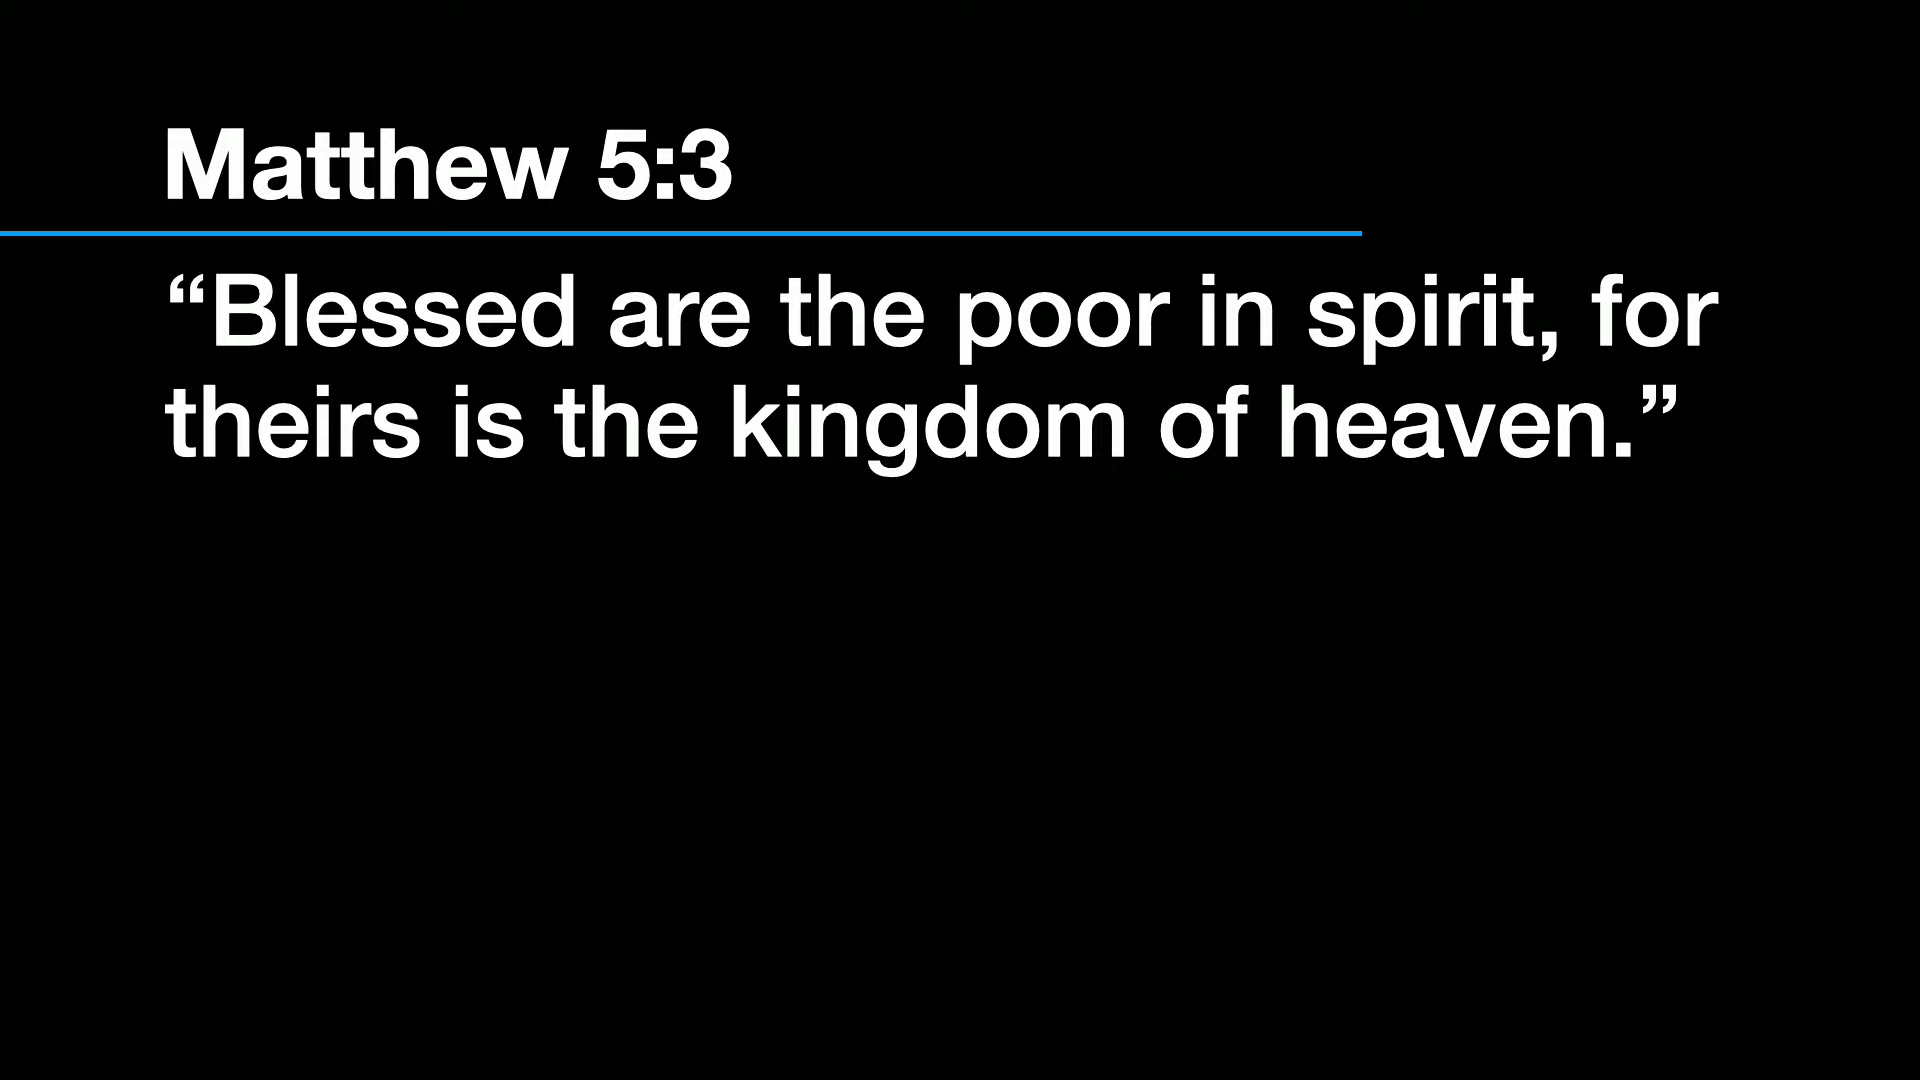 Matthew 5:3
“Blessed are the poor in spirit, for
theirs is the kingdom of heaven.”